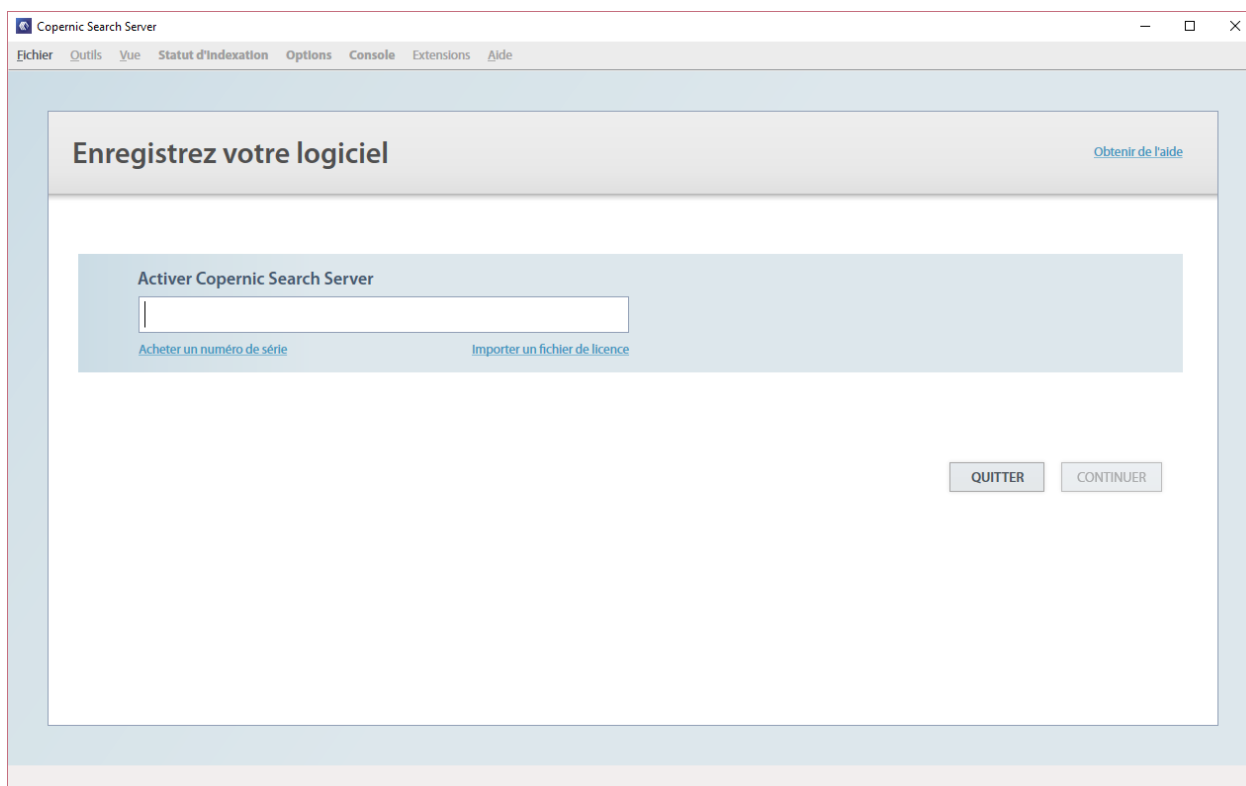 Copernic Search Server
Fichier Outils Vue Statut d'indexation Options Console Extensions Aide
Enregistrez votre logiciel
Obtenir de l'aide
Activer Copernic Search Server
Acheter un numéro de série
Importer un fichier de licence
QUITTER
CONTINUER